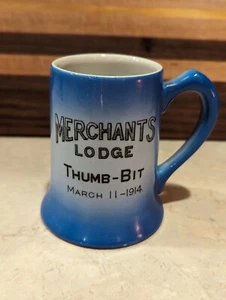 MERCHANTS
LODGE
THUMB-BIT
MARCH 11-1914.